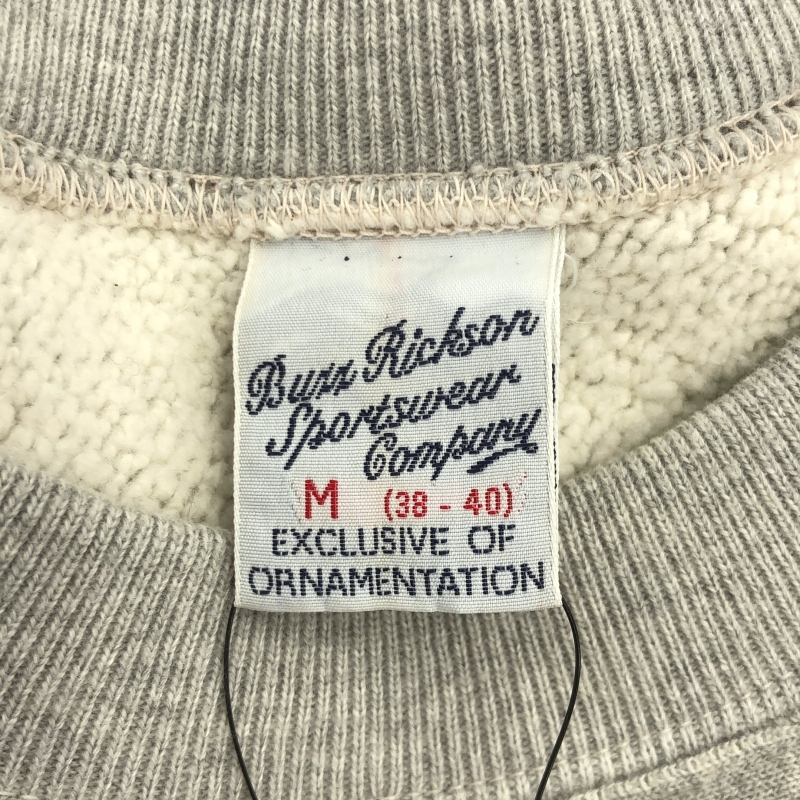 Buzz Rickson
Sportswear
Company
M (38 - 40)
EXCLUSIVE OF
ORNAMENTATION